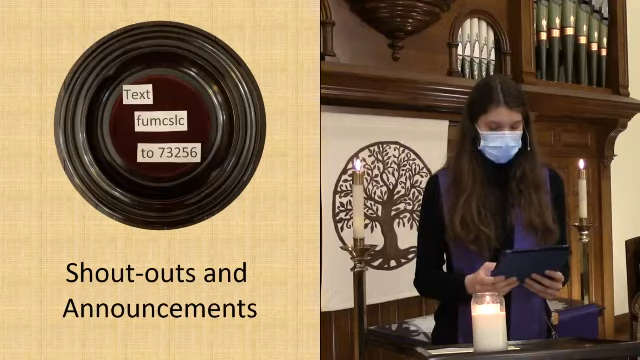 Text
fumcslc
to 73256
Shout-outs and
Announcements